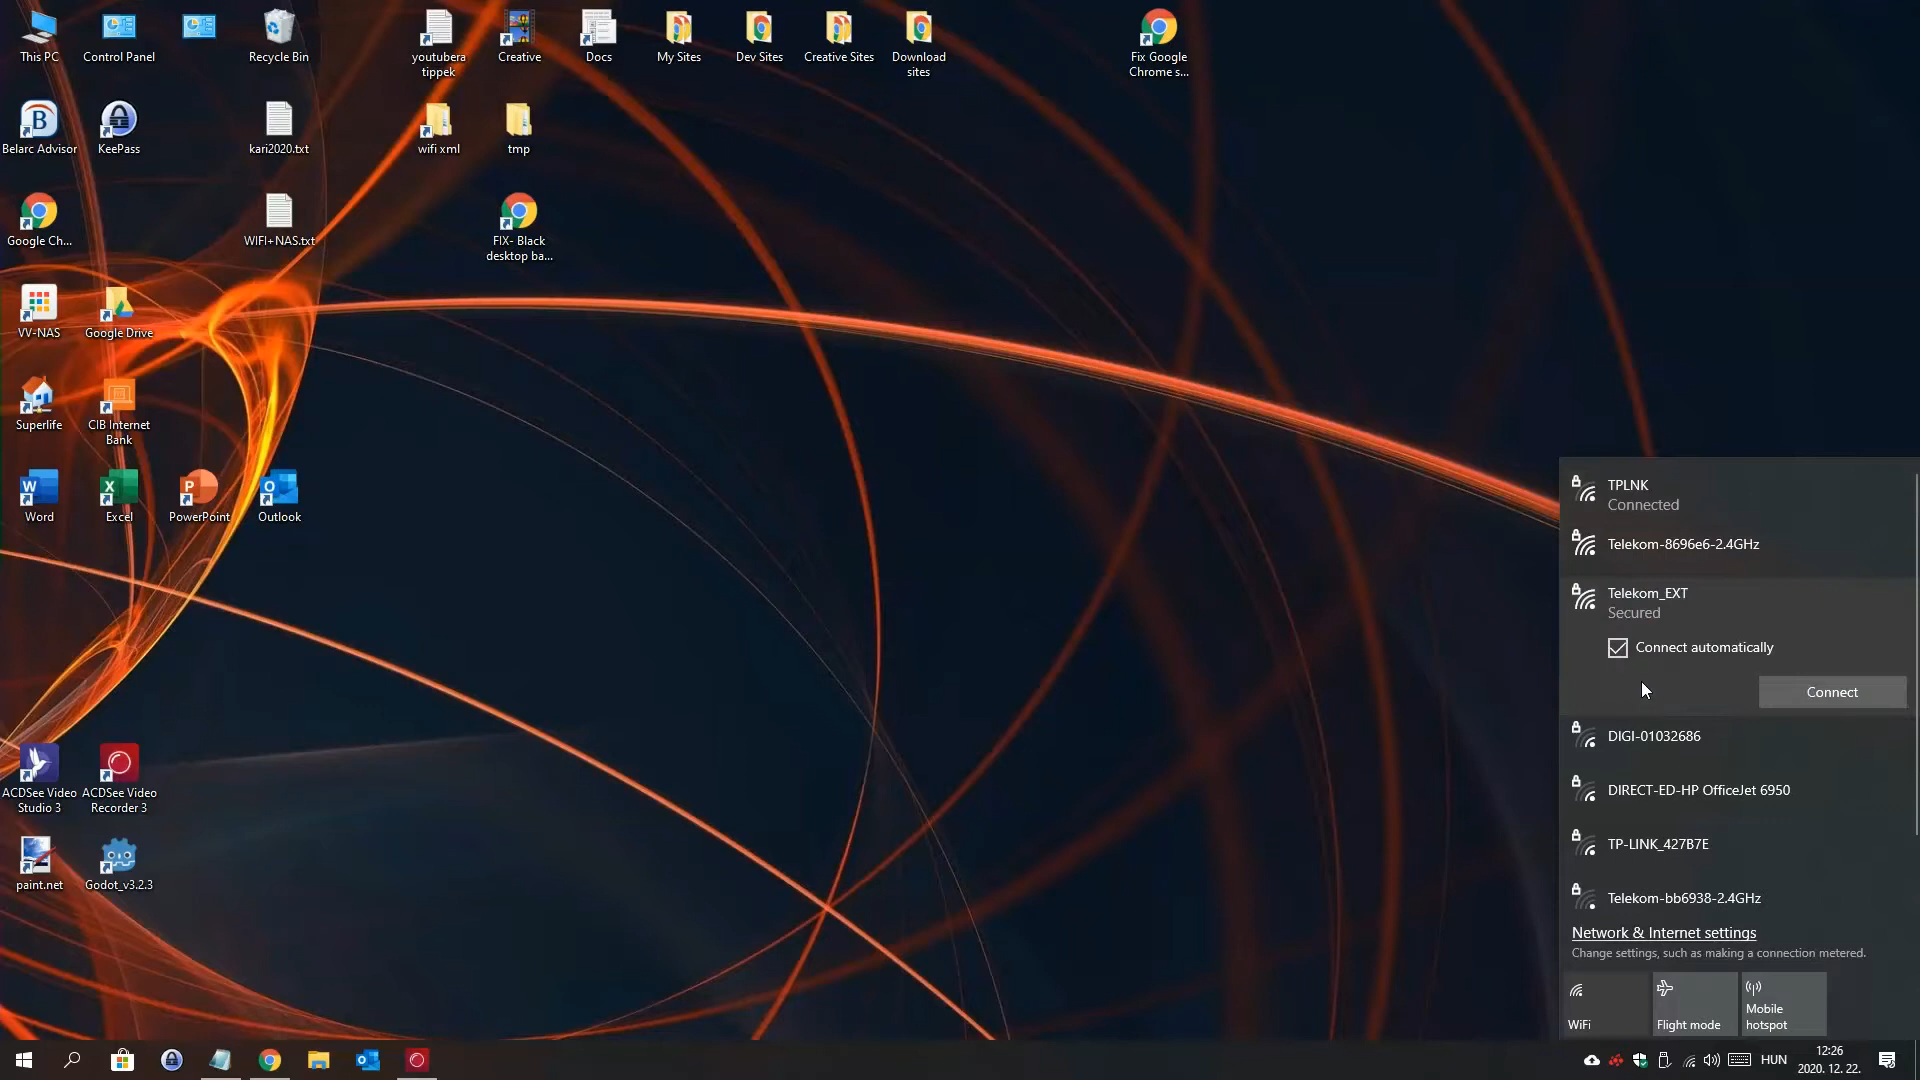 This PC
Control Panel
Recycle Bin
youtubera
tippek
Creative
Docs
My Sites
Dev Sites
Creative Sites
Download
sites
Fix Google
Chrome s...
Belarc Advisor
KeePass
kari2020.txt
wifi xml
tmp
Google Ch...
WIFI+NAS.txt
FIX- Black
desktop ba...
VV-NAS
Google Drive
Superlife
CIB Internet
Bank
Word
Excel
PowerPoint
Outlook
ACDSee Video
Studio 3
ACDSee Video
Recorder 3
paint.net
Godot_v3.2.3
TPLNK
Connected
Telekom-8696e6-2.4GHz
Telekom_EXT
Secured
Connect automatically
Connect
DIGI-01032686
DIRECT-ED-HP OfficeJet 6950
TP-LINK_427B7E
Telekom-bb6938-2.4GHz
Network & Internet settings
Change settings, such as making a connection metered.
WiFi
Flight mode
Mobile
hotspot
HUN
12:26
2020. 12. 22.